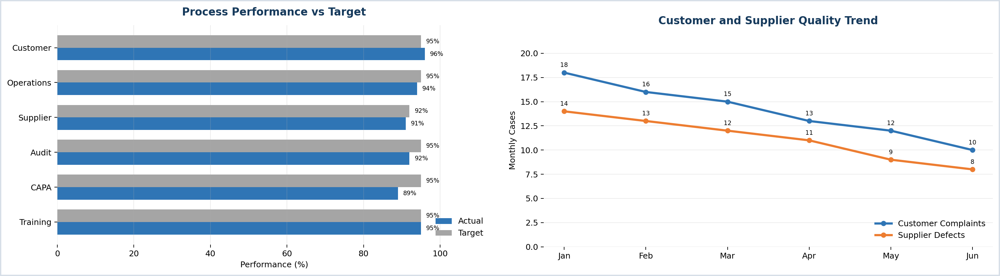 Process Performance vs Target
Customer
95%
96%
Operations
95%
94%
Supplier
92%
91%
Audit
95%
92%
CAPA
95%
89%
Training
95%
95%
Actual
Target
0 20 40 60 80 100
Performance (%)
Customer and Supplier Quality Trend
Monthly Cases
20.0
17.5
15.0
12.5
10.0
7.5
5.0
2.5
0.0
18 16 15 13 12 10
14 13 12 11 9 8
Customer Complaints
Supplier Defects
Jan Feb Mar Apr May Jun